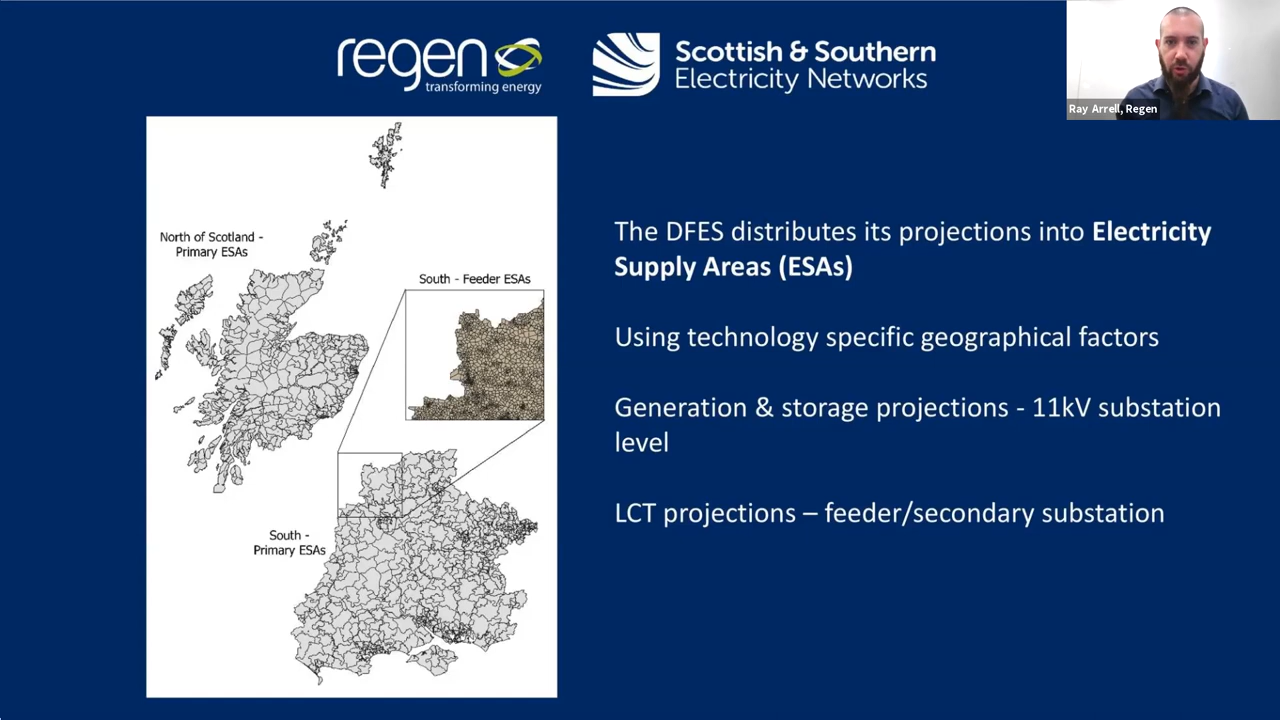 regen
transforming energy
Scottish & Southern
Electricity Networks
Ray Arrell, Regen
North of Scotland -
Primary ESAs
South - Feeder ESAs
South -
Primary ESAs
The DFES distributes its projections into Electricity
Supply Areas (ESAs)
Using technology specific geographical factors
Generation & storage projections - 11kV substation
level
LCT projections – feeder/secondary substation